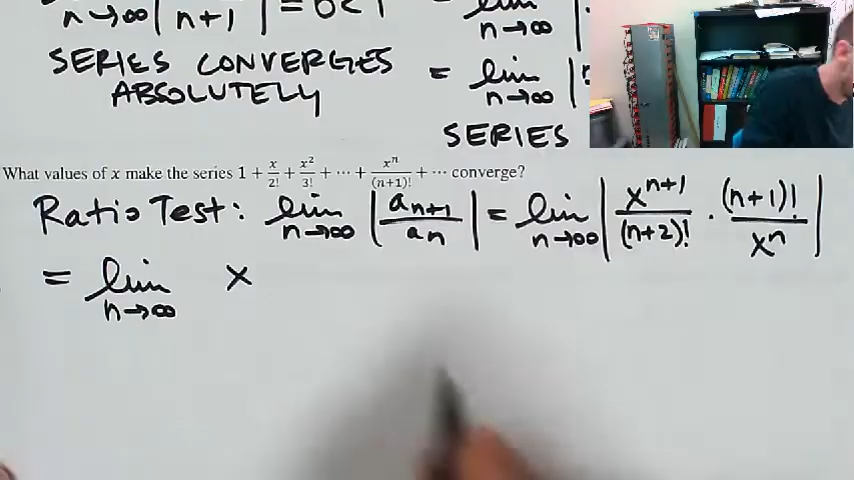 lim n→∞ | n+1 | = 0 < 1
= lim n→∞ |
SERIES CONVERGES
ABSOLUTELY
= lim n→∞ |
SERIES
What values of x make the series 1 + x/2! + x²/3! + ⋯ + xⁿ/(n+1)! + ⋯ converge?
Ratio Test: lim n→∞ | aₙ₊₁/aₙ | = lim n→∞ | xⁿ⁺¹/(n+2)! · (n+1)!/xⁿ |
= lim n→∞ x